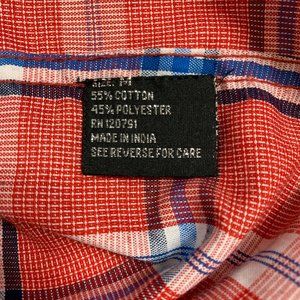 SIZE: M
55% COTTON
45% POLYESTER
RN 120791
MADE IN INDIA
SEE REVERSE FOR CARE